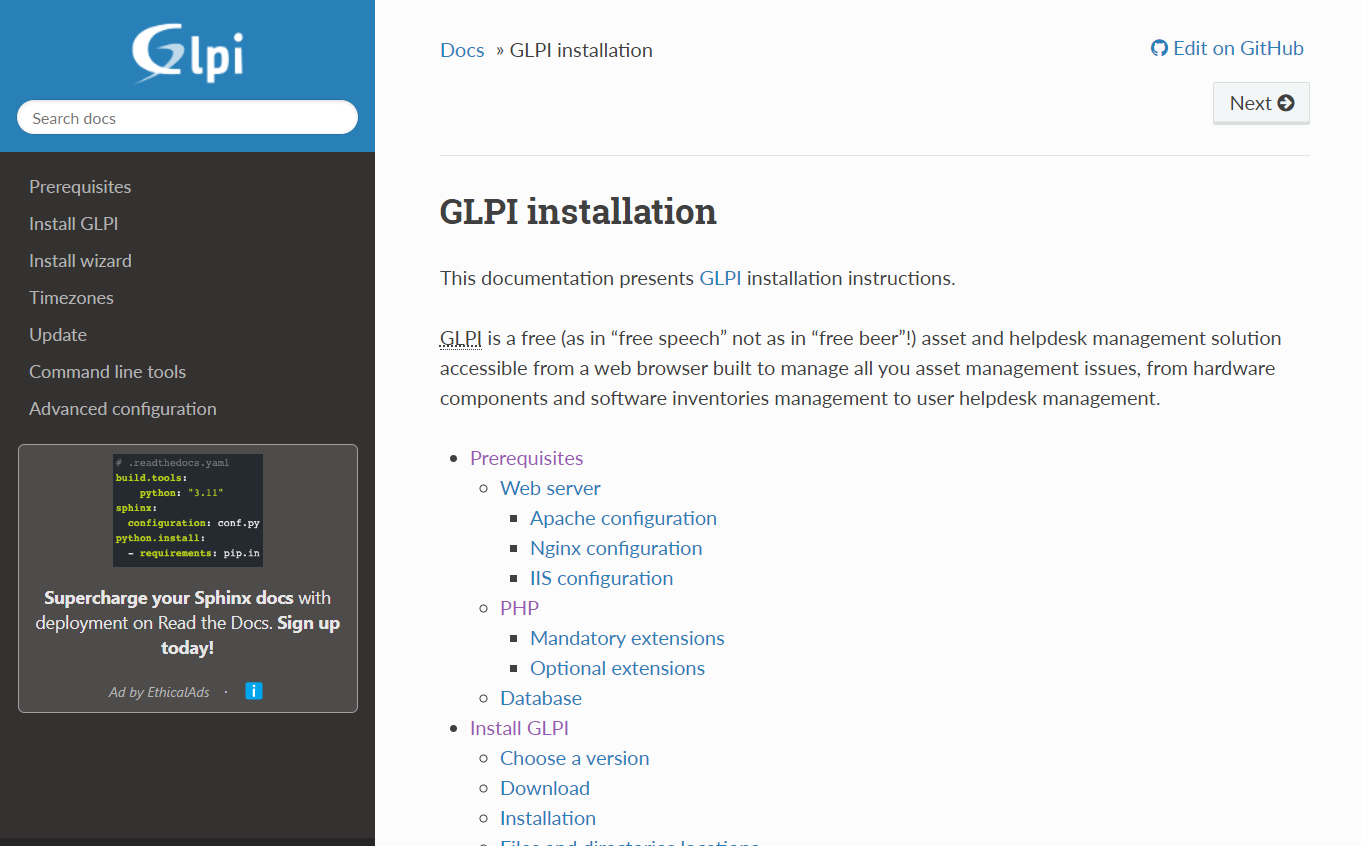 Glpi
Search docs
Prerequisites
Install GLPI
Install wizard
Timezones
Update
Command line tools
Advanced configuration
# .readthedocs.yaml
build.tools:
python: "3.11"
sphinx:
configuration: conf.py
python.install:
- requirements: pip.in
Supercharge your Sphinx docs with
deployment on Read the Docs. Sign up
today!
Ad by EthicalAds · i
Docs » GLPI installation
Edit on GitHub
Next
GLPI installation
This documentation presents GLPI installation instructions.
GLPI is a free (as in “free speech” not as in “free beer”!) asset and helpdesk management solution
accessible from a web browser built to manage all you asset management issues, from hardware
components and software inventories management to user helpdesk management.
Prerequisites
Web server
Apache configuration
Nginx configuration
IIS configuration
PHP
Mandatory extensions
Optional extensions
Database
Install GLPI
Choose a version
Download
Installation
Files and directories locations